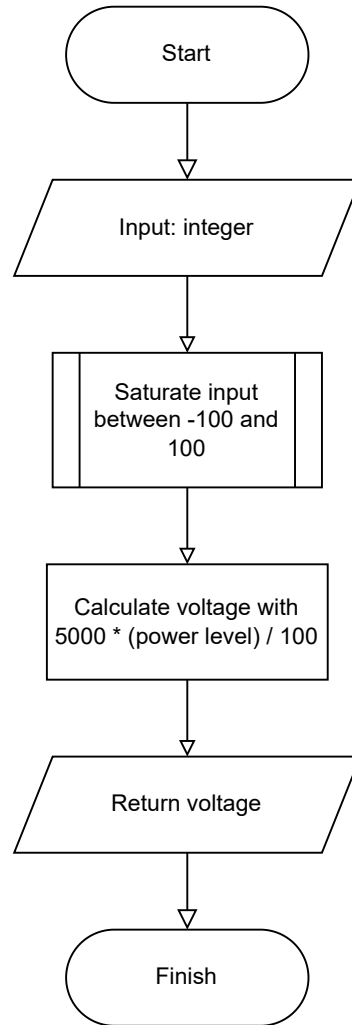 Start
Input: integer
Saturate input
between -100 and
100
Calculate voltage with
5000 * (power level) / 100
Return voltage
Finish